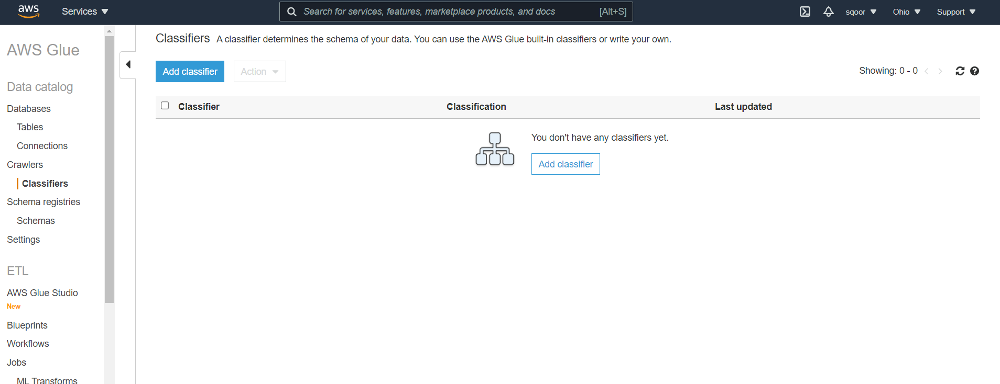 aws Services Search for services, features, marketplace products, and docs [Alt+S] sqoor Ohio Support
AWS Glue
Data catalog
Databases
Tables
Connections
Crawlers
Classifiers
Schema registries
Schemas
Settings
ETL
AWS Glue Studio
New
Blueprints
Workflows
Jobs
ML Transforms
Classifiers A classifier determines the schema of your data. You can use the AWS Glue built-in classifiers or write your own.
Add classifier Action Showing: 0 - 0
Classifier Classification Last updated
You don't have any classifiers yet.
Add classifier